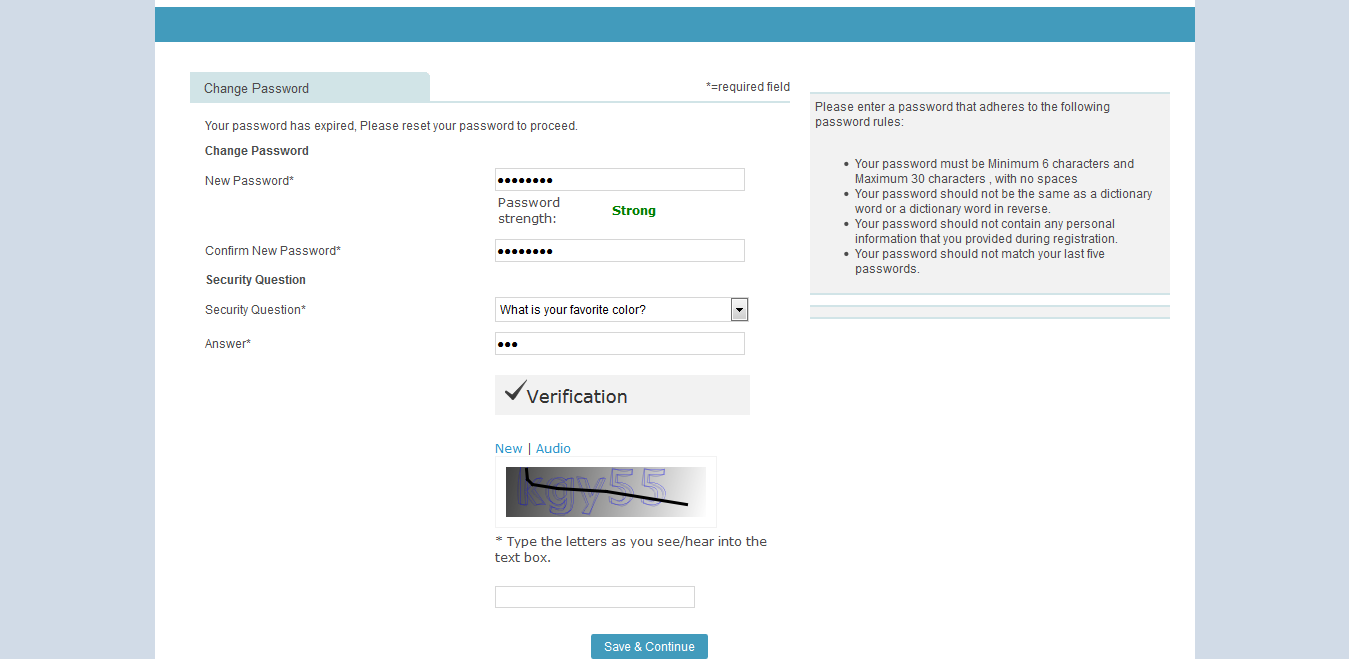 Change Password
*=required field
Your password has expired, Please reset your password to proceed.
Change Password
New Password*
Password
strength:
Strong
Confirm New Password*
Security Question
Security Question*
What is your favorite color?
Answer*
Verification
New | Audio
kgy55
* Type the letters as you see/hear into the
text box.
Save & Continue
Please enter a password that adheres to the following
password rules:
• Your password must be Minimum 6 characters and
Maximum 30 characters , with no spaces
• Your password should not be the same as a dictionary
word or a dictionary word in reverse.
• Your password should not contain any personal
information that you provided during registration.
• Your password should not match your last five
passwords.